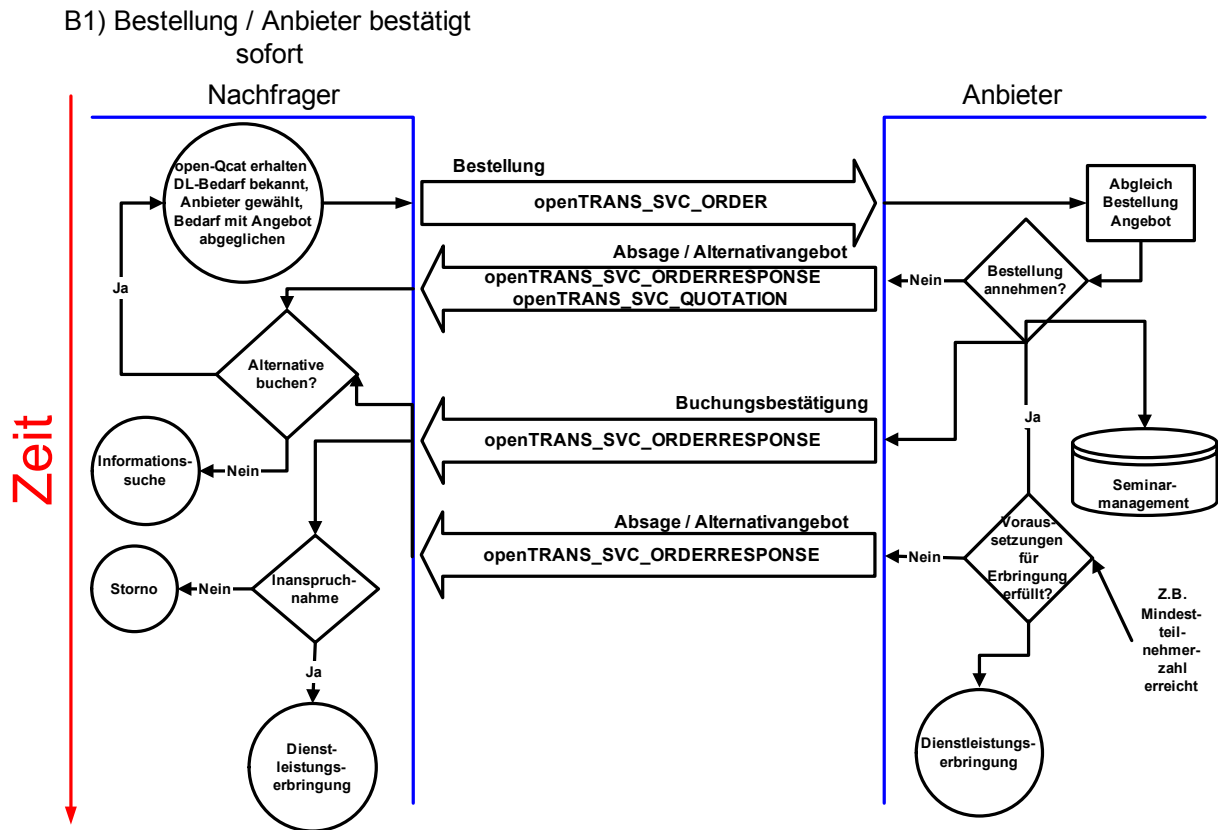 B1) Bestellung / Anbieter bestätigt
sofort
Nachfrager
Anbieter
Zeit
open-Qcat erhalten
DL-Bedarf bekannt,
Anbieter gewählt,
Bedarf mit Angebot
abgeglichen
Bestellung
openTRANS_SVC_ORDER
Abgleich
Bestellung
Angebot
Absage / Alternativangebot
openTRANS_SVC_ORDERRESPONSE
openTRANS_SVC_QUOTATION
Nein
Bestellung
annehmen?
Ja
Alternative
buchen?
Buchungsbestätigung
openTRANS_SVC_ORDERRESPONSE
Ja
Nein
Informations-
suche
Seminar-
management
Absage / Alternativangebot
openTRANS_SVC_ORDERRESPONSE
Nein
Voraus-
setzungen
für
Erbringung
erfüllt?
Storno
Nein
Inanspruch-
nahme
Z.B.
Mindest-
teil-
nehmer-
zahl
erreicht
Ja
Dienst-
leistungs-
erbringung
Dienstleistungs-
erbringung